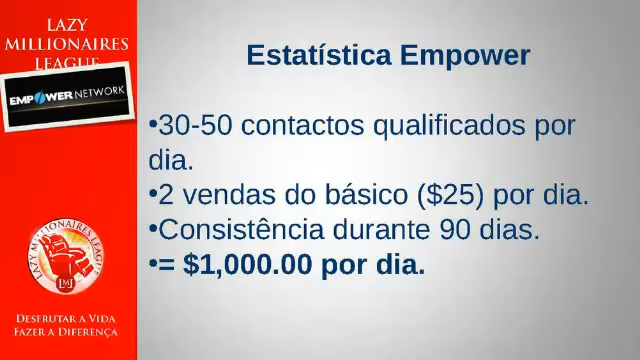 LAZY
MILLIONAIRES
LEAGUE
EMPOWER NETWORK
Estatística Empower
•30-50 contactos qualificados por
dia.
•2 vendas do básico ($25) por dia.
•Consistência durante 90 dias.
•= $1,000.00 por dia.
LAZY MILLIONAIRES LEAGUE
LML
DESFRUTAR A VIDA
FAZER A DIFERENÇA